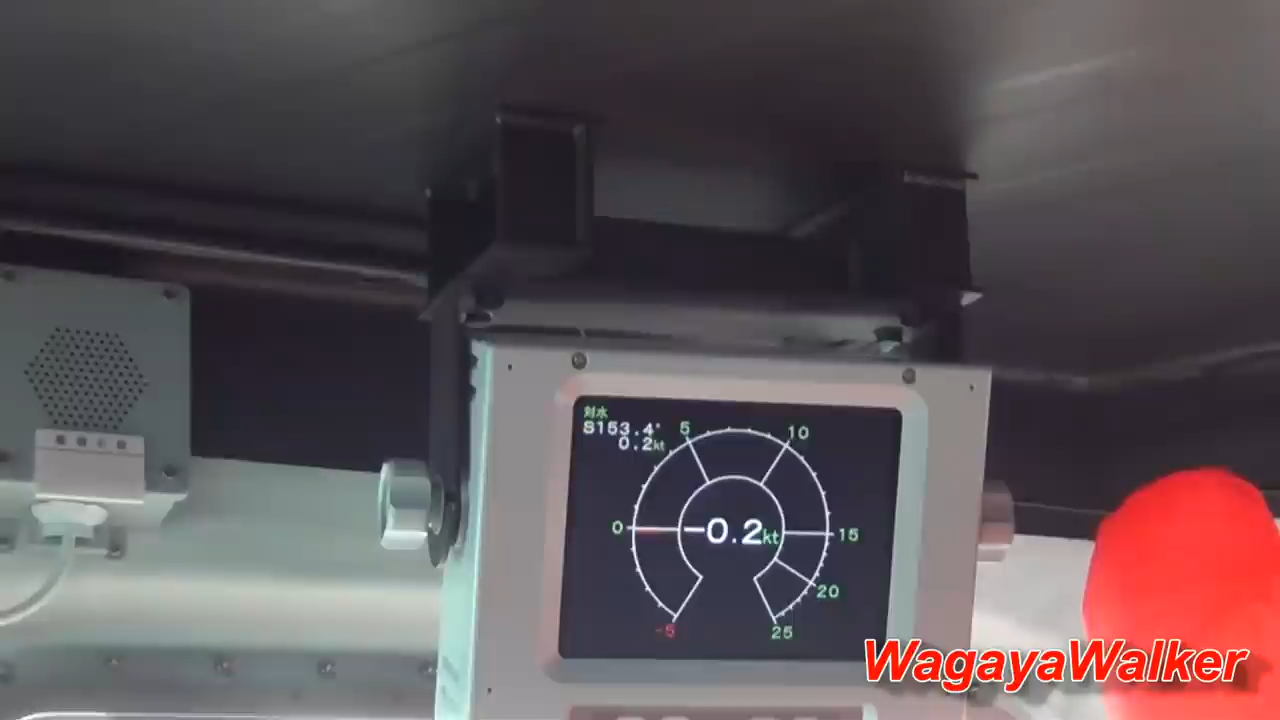 対水
S153.4°
0.2kt
5
10
0
-0.2kt
15
20
-5
25
WagayaWalker